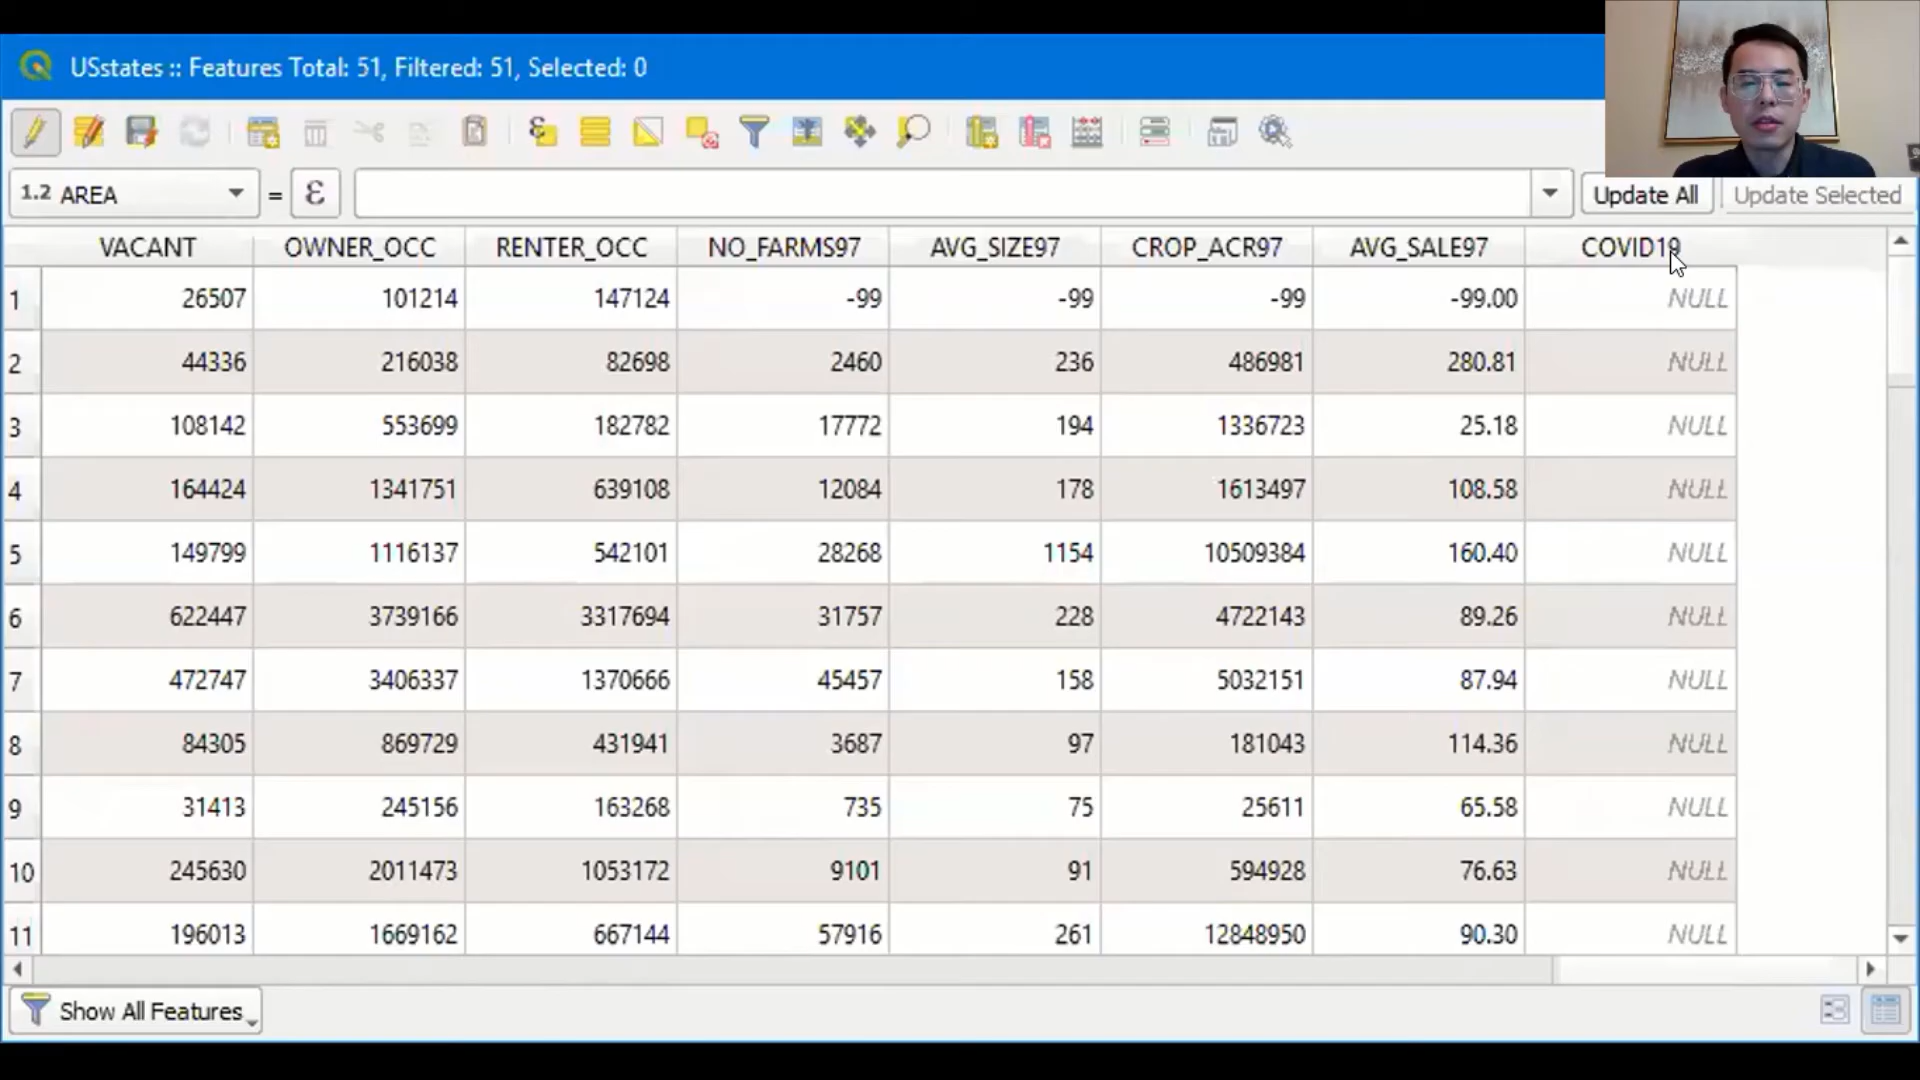 USstates :: Features Total: 51, Filtered: 51, Selected: 0
1.2 AREA = ε Update All Update Selected
VACANT OWNER_OCC RENTER_OCC NO_FARMS97 AVG_SIZE97 CROP_ACR97 AVG_SALE97 COVID19
1 26507 101214 147124 -99 -99 -99 -99.00 NULL
2 44336 216038 82698 2460 236 486981 280.81 NULL
3 108142 553699 182782 17772 194 1336723 25.18 NULL
4 164424 1341751 639108 12084 178 1613497 108.58 NULL
5 149799 1116137 542101 28268 1154 10509384 160.40 NULL
6 622447 3739166 3317694 31757 228 4722143 89.26 NULL
7 472747 3406337 1370666 45457 158 5032151 87.94 NULL
8 84305 869729 431941 3687 97 181043 114.36 NULL
9 31413 245156 163268 735 75 25611 65.58 NULL
10 245630 2011473 1053172 9101 91 594928 76.63 NULL
11 196013 1669162 667144 57916 261 12848950 90.30 NULL
Show All Features